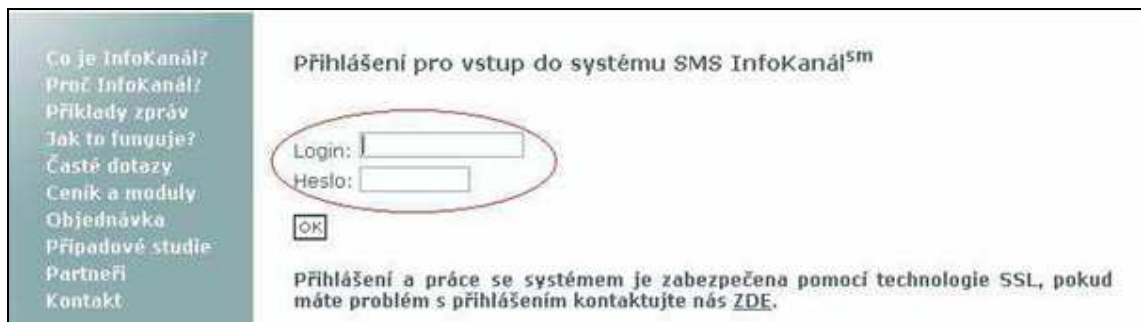 Co je InfoKanál?
Proč InfoKanál?
Příklady zpráv
Jak to funguje?
Časté dotazy
Ceník a moduly
Objednávka
Případové studie
Partneři
Kontakt
Přihlášení pro vstup do systému SMS InfoKanálsm
Login:
Heslo:
OK
Přihlášení a práce se systémem je zabezpečena pomocí technologie SSL, pokud
máte problém s přihlášením kontaktujte nás ZDE.